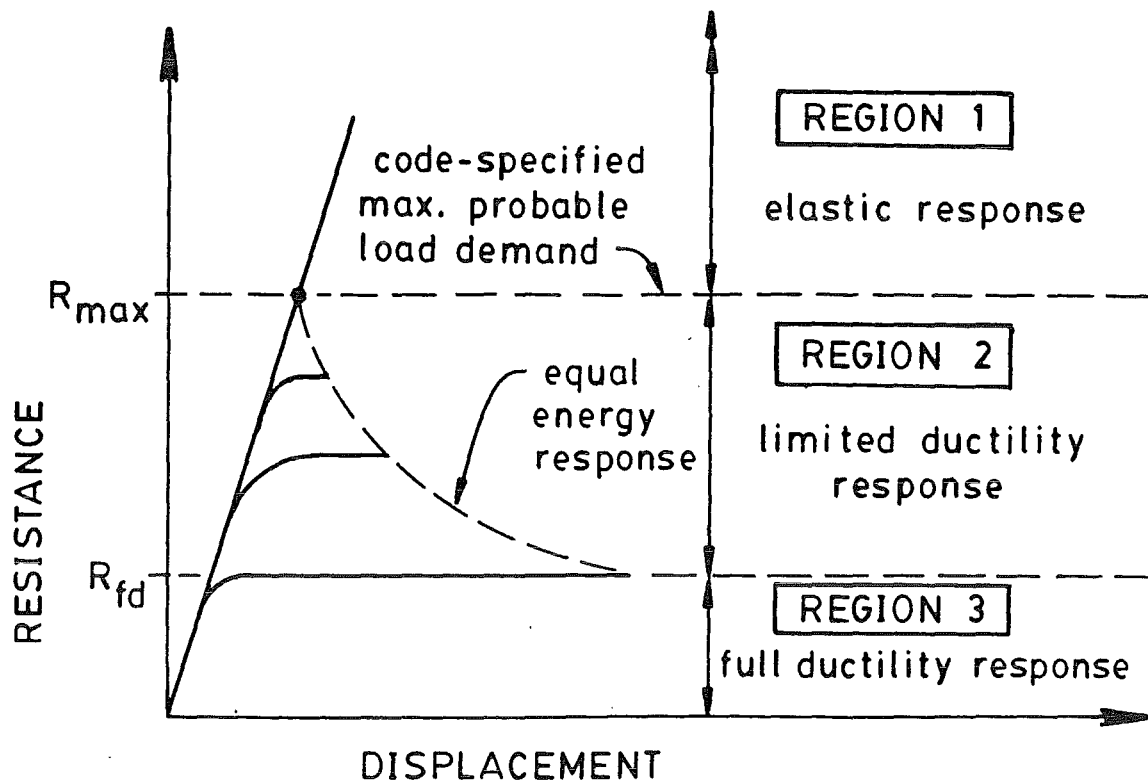 REGION 1
code-specified
max. probable
load demand
elastic response
R_max
REGION 2
equal
energy
response
limited ductility
response
R_fd
REGION 3
full ductility response
RESISTANCE
DISPLACEMENT